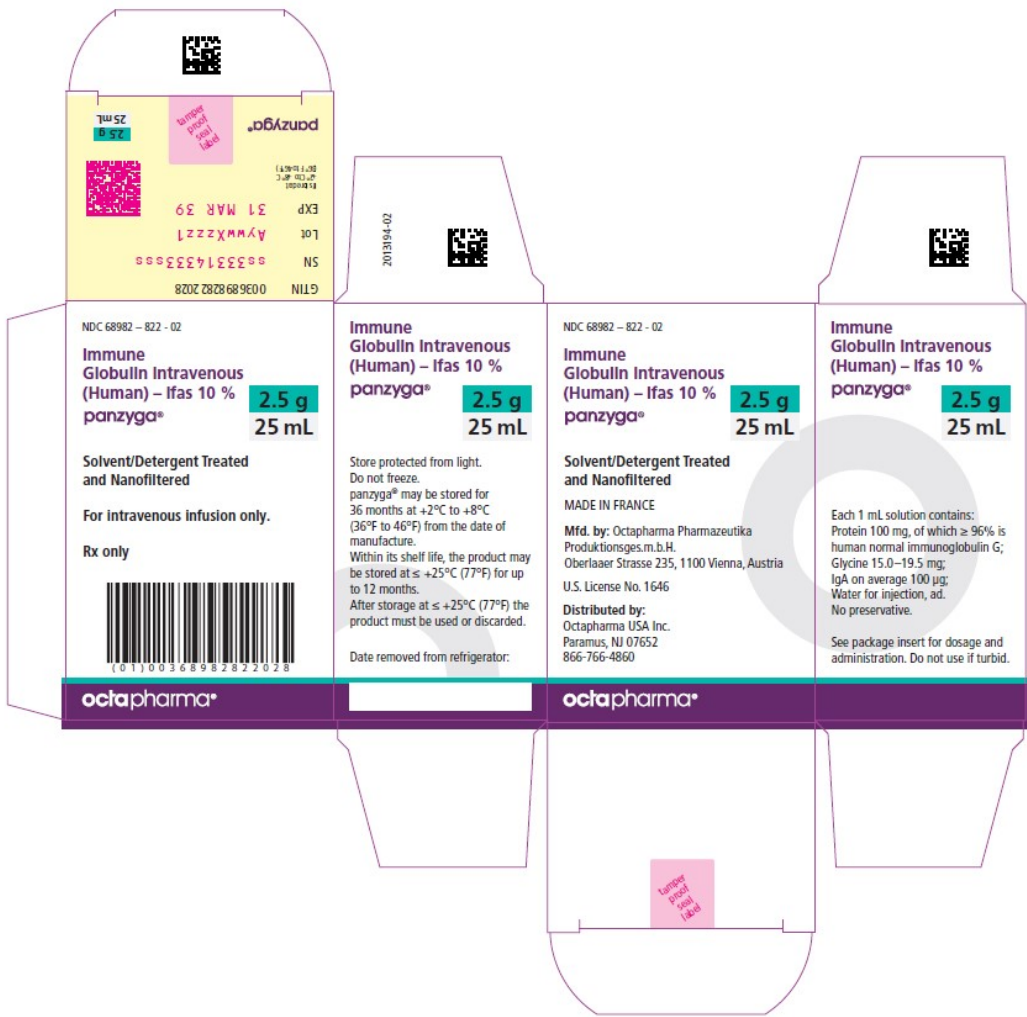 panzyga®
2.5 g
25 mL
tamper
proof
seal
label
(36°F to 46°F)
EXP 31 MAR 39
Lot AywwXzzz1
SN
GTIN 00368982822028
NDC 68982 – 822 - 02
Immune
Globulin Intravenous
(Human) – Ifas 10 %
panzyga®
2.5 g
25 mL
Solvent/Detergent Treated
and Nanofiltered
For intravenous infusion only.
Rx only
(01)00368982822028
octapharma®
2013194-02
Immune
Globulin Intravenous
(Human) – Ifas 10 %
panzyga®
2.5 g
25 mL
Store protected from light.
Do not freeze.
panzyga® may be stored for
36 months at +2°C to +8°C
(36°F to 46°F) from the date of
manufacture.
Within its shelf life, the product may
be stored at ≤ +25°C (77°F) for up
to 12 months.
After storage at ≤ +25°C (77°F) the
product must be used or discarded.
Date removed from refrigerator:
NDC 68982 – 822 - 02
Immune
Globulin Intravenous
(Human) – Ifas 10 %
panzyga®
2.5 g
25 mL
Solvent/Detergent Treated
and Nanofiltered
MADE IN FRANCE
Mfd. by: Octapharma Pharmazeutika
Produktionsges.m.b.H.
Oberlaaer Strasse 235, 1100 Vienna, Austria
U.S. License No. 1646
Distributed by:
Octapharma USA Inc.
Paramus, NJ 07652
866-766-4860
octapharma®
tamper
proof
seal
label
Immune
Globulin Intravenous
(Human) – Ifas 10 %
panzyga®
2.5 g
25 mL
Each 1 mL solution contains:
Protein 100 mg, of which ≥ 96% is
human normal immunoglobulin G;
Glycine 15.0–19.5 mg;
IgA on average 100 µg;
Water for injection, ad.
No preservative.
See package insert for dosage and
administration. Do not use if turbid.